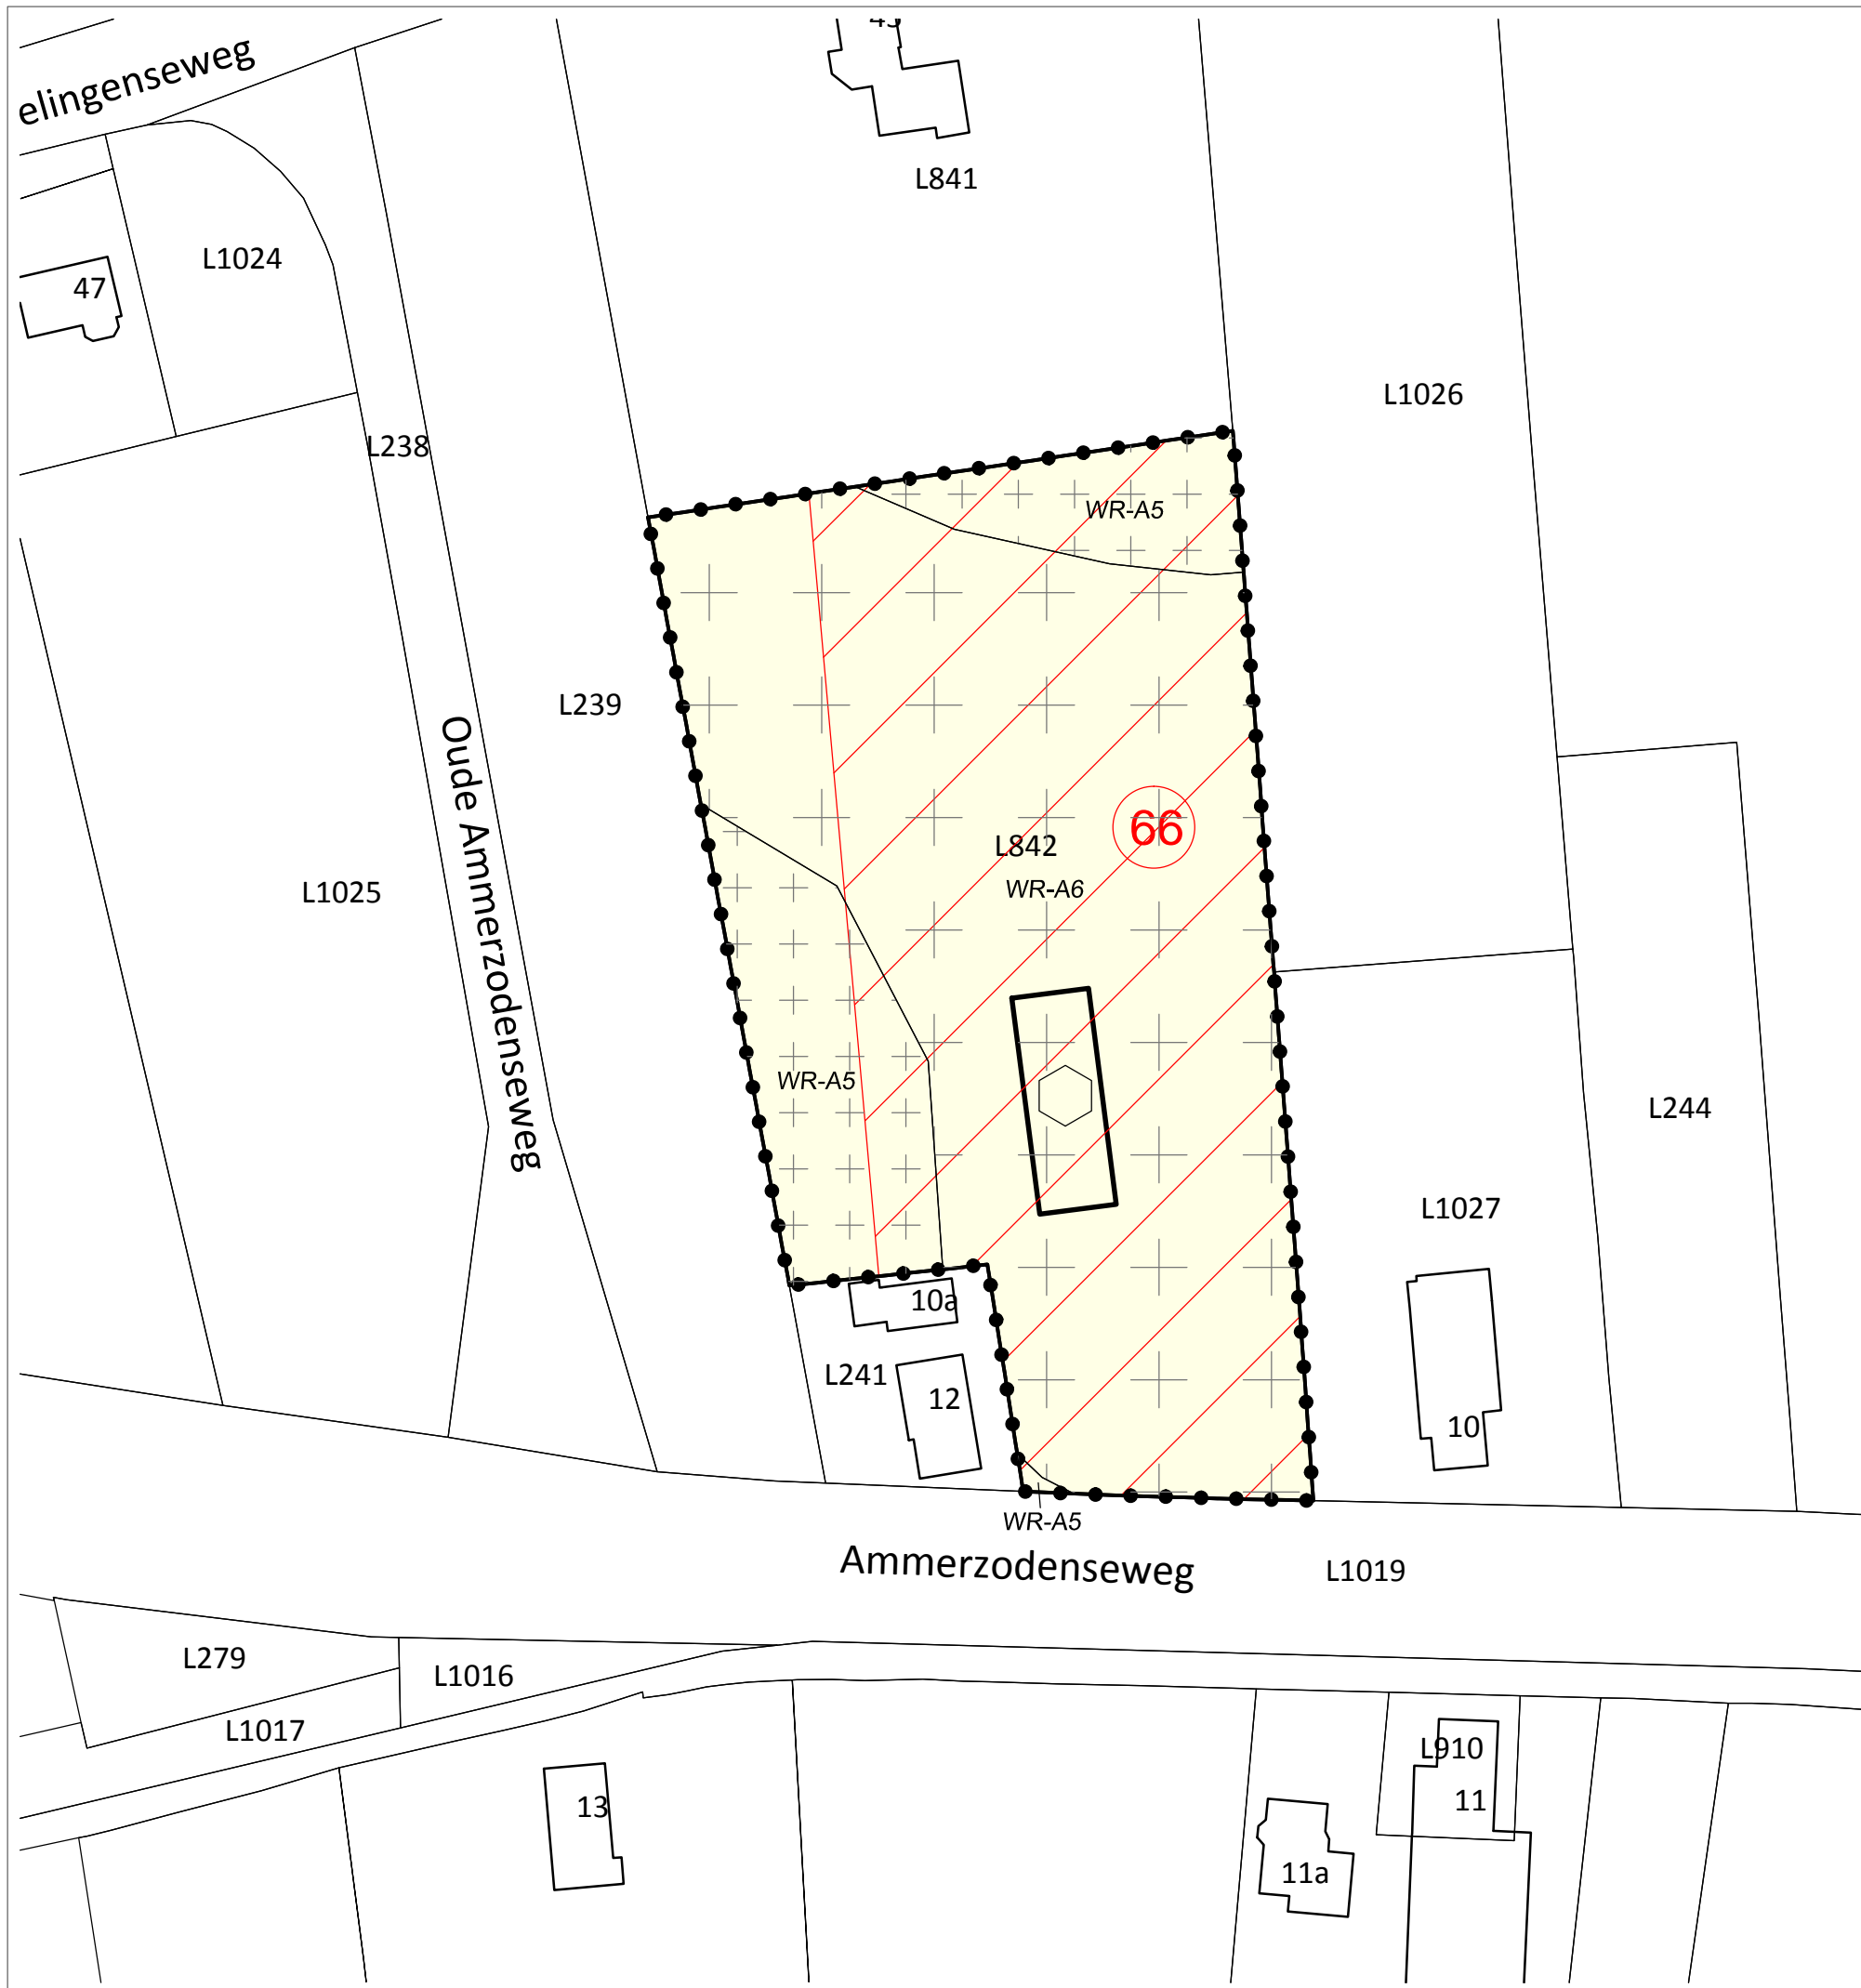 elingenseweg
L841
L1024
47
L1026
L238
WR-A5
L239
Oude Ammerzodenseweg
66
L842
WR-A6
L1025
WR-A5
L244
L1027
10a
L241
12
10
WR-A5
Ammerzodenseweg
L1019
L279
L1016
L1017
L910
13
11
11a